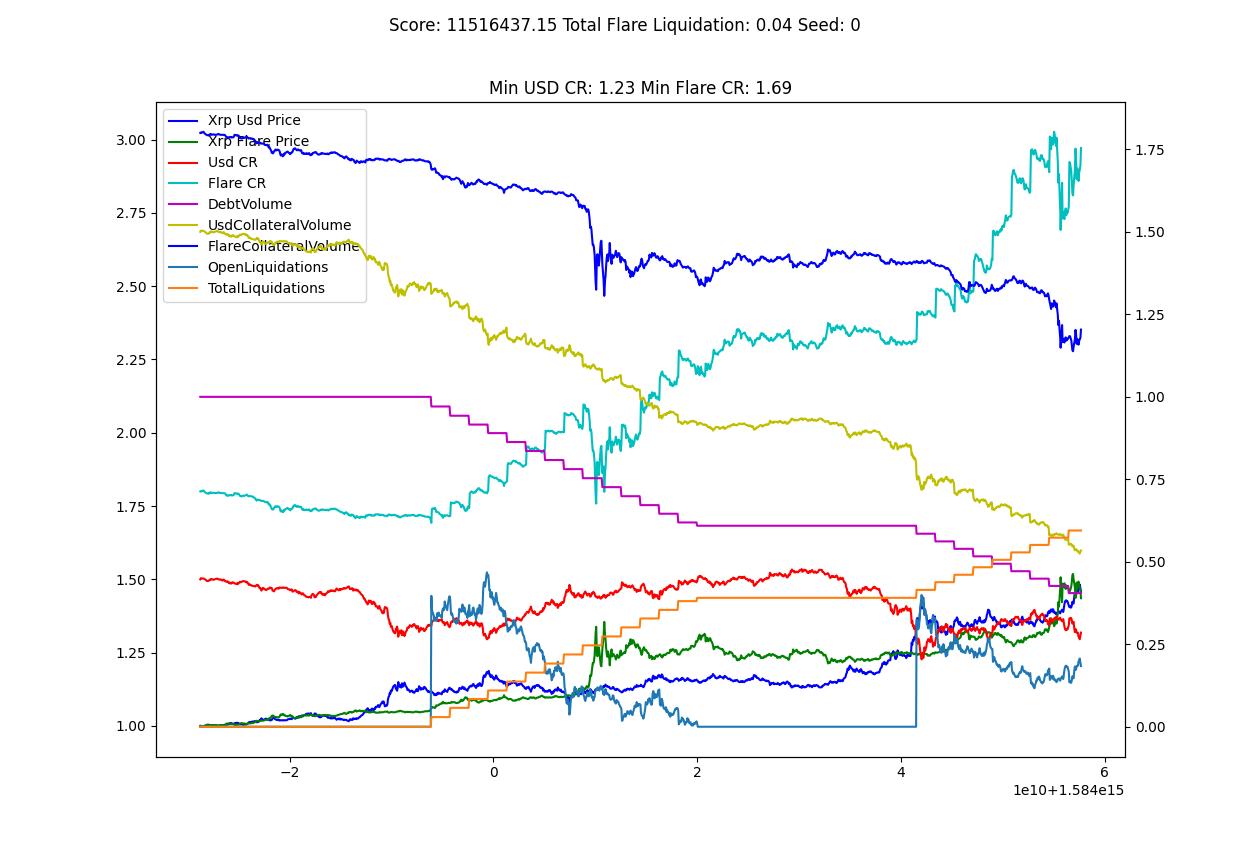 Score: 11516437.15 Total Flare Liquidation: 0.04 Seed: 0
Min USD CR: 1.23 Min Flare CR: 1.69
Xrp Usd Price
Xrp Flare Price
Usd CR
Flare CR
DebtVolume
UsdCollateralVolume
FlareCollateralVolume
OpenLiquidations
TotalLiquidations
3.00
2.75
2.50
2.25
2.00
1.75
1.50
1.25
1.00
1.75
1.50
1.25
1.00
0.75
0.50
0.25
0.00
−2 0 2 4 6
1e10+1.584e15